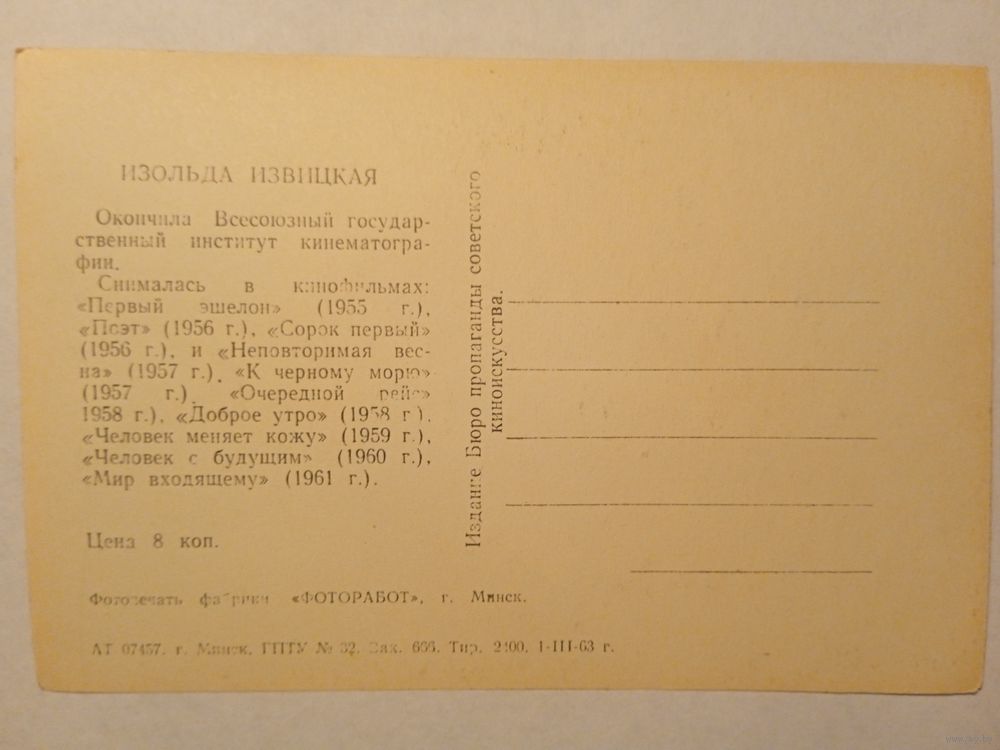 ИЗОЛЬДА ИЗВИЦКАЯ
Окончила Всесоюзный государ-
ственный институт кинематогра-
фии.
Снималась в кинофильмах:
«Первый эшелон» (1955 г.),
«Поэт» (1956 г.), «Сорок первый»
(1956 г.), и «Неповторимая вес-
на» (1957 г.), «К черному морю»
(1957 г.), «Очередной рейс»
1958 г.), «Доброе утро» (1958 г.),
«Человек меняет кожу» (1959 г.),
«Человек с будущим» (1960 г.),
«Мир входящему» (1961 г.).
Цена 8 коп.
Фотопечать фабрики «ФОТОРАБОТ», г. Минск.
АТ 07457. г. Минск. ГПТУ № 32. Зак. 666. Тир. 2100. 1-III-63 г.
Издание Бюро пропаганды советского
киноискусства.